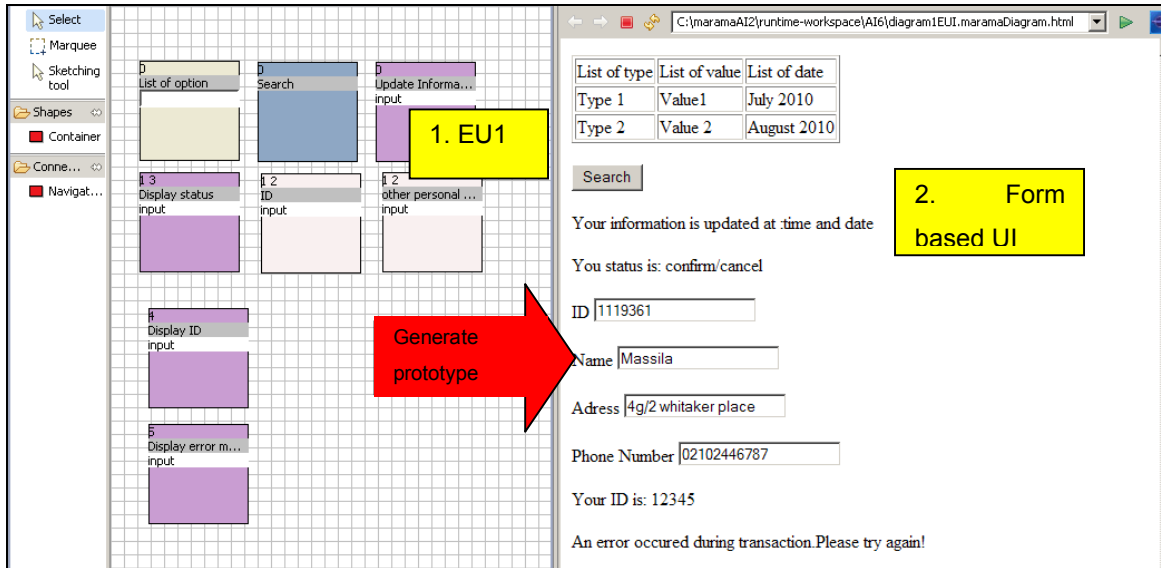 Select
Marquee
Sketching
tool
Shapes
Container
Conne...
Navigat...
0
List of option
0
Search
0
Update Informa...
input
1. EU1
1 3
Display status
input
1 2
ID
input
1 2
other personal ...
input
4
Display ID
input
5
Display error m...
input
Generate
prototype
C:\maramaAI2\runtime-workspace\AI6\diagram1EUI.maramaDiagram.html
List of type List of value List of date
Type 1 Value1 July 2010
Type 2 Value 2 August 2010
Search
2. Form
based UI
Your information is updated at :time and date
You status is: confirm/cancel
ID 1119361
Name Massila
Adress 4g/2 whitaker place
Phone Number 02102446787
Your ID is: 12345
An error occured during transaction.Please try again!